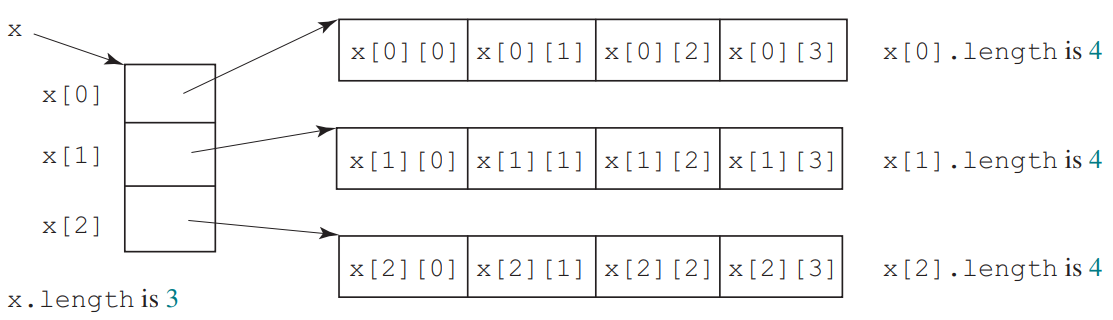 x
x[0][0] x[0][1] x[0][2] x[0][3] x[0].length is 4
x[0]
x[1]
x[1][0] x[1][1] x[1][2] x[1][3] x[1].length is 4
x[2]
x[2][0] x[2][1] x[2][2] x[2][3] x[2].length is 4
x.length is 3